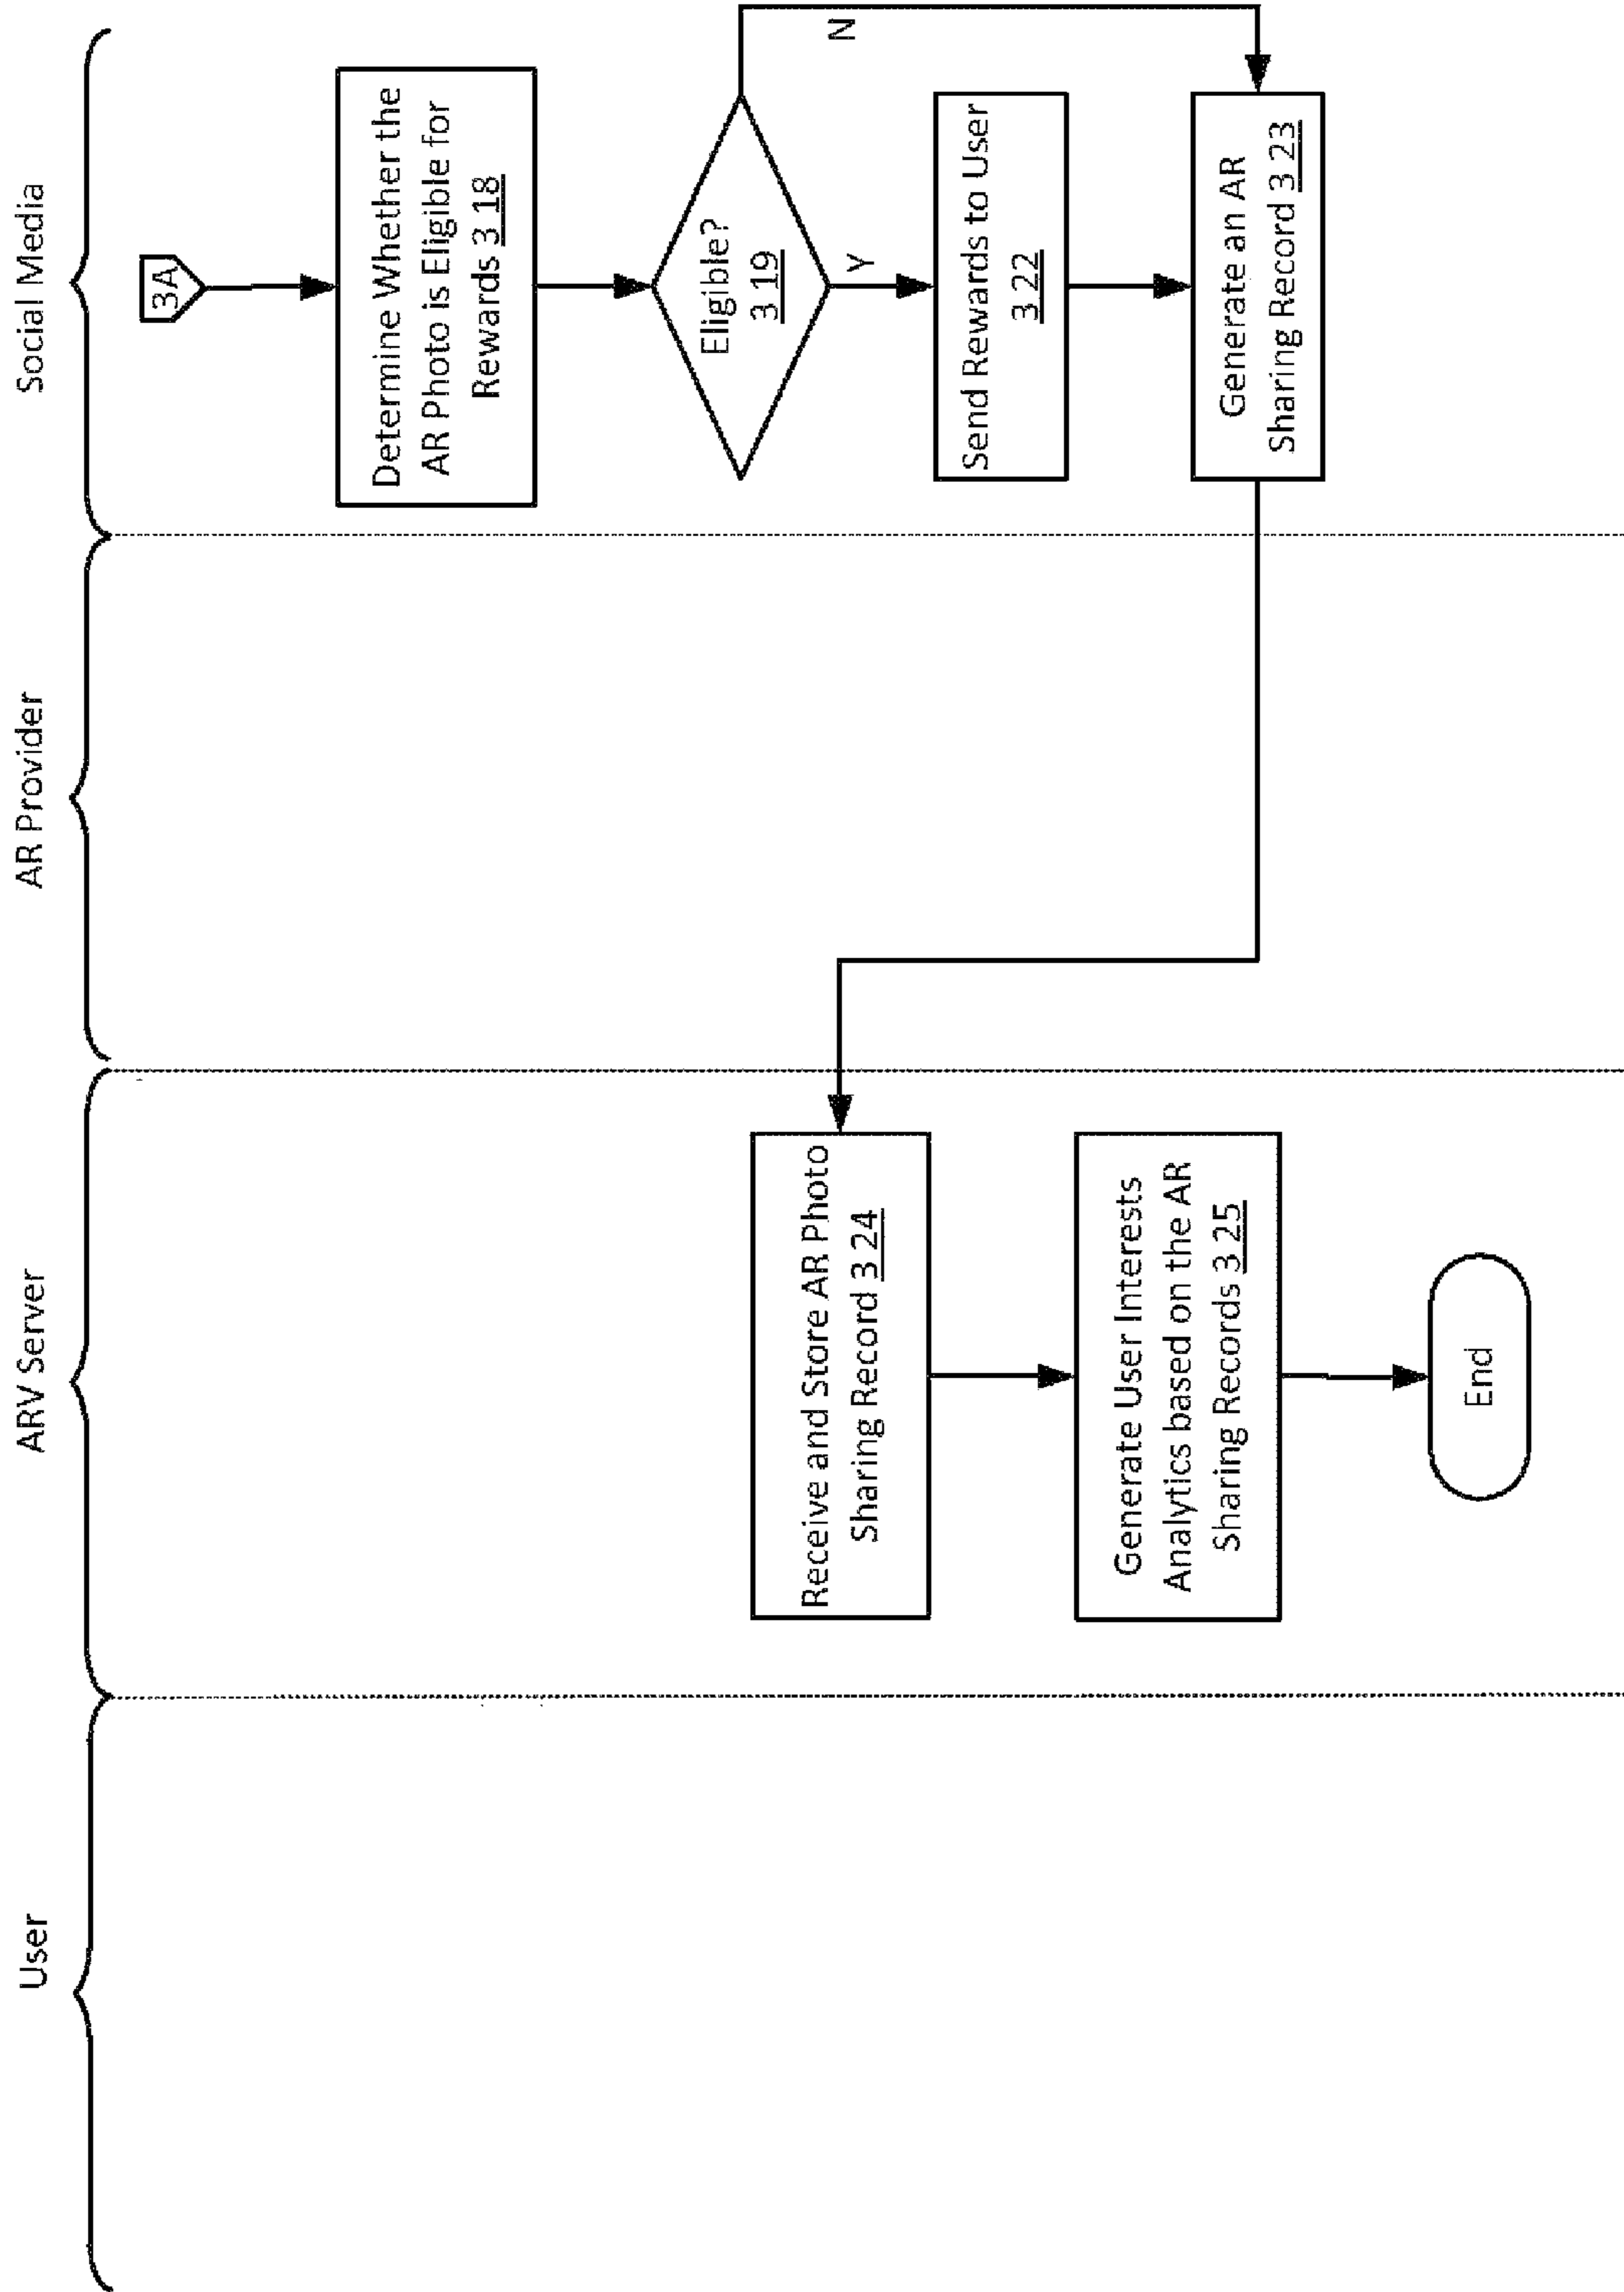 User
ARV Server
AR Provider
Social Media
3A
Determine Whether the
AR Photo is Eligible for
Rewards 3 18
Eligible?
3 19
N
Y
Send Rewards to User
3 22
Generate an AR
Sharing Record 3 23
Receive and Store AR Photo
Sharing Record 3 24
Generate User Interests
Analytics based on the AR
Sharing Records 3 25
End